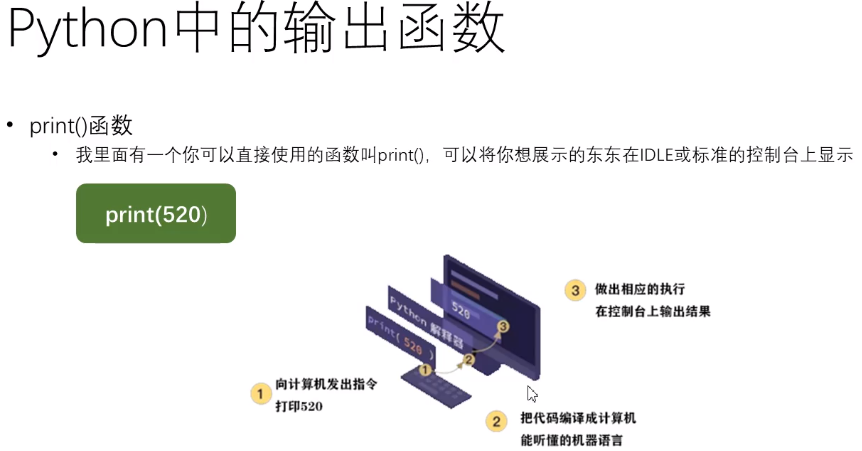 Python中的输出函数
• print()函数
• 我里面有一个你可以直接使用的函数叫print()，可以将你想展示的东东在IDLE或标准的控制台上显示
print(520)
520
Python 解释器
print( 520 )
3
2
1
3 做出相应的执行
在控制台上输出结果
1 向计算机发出指令
打印520
2 把代码编译成计算机
能听懂的机器语言